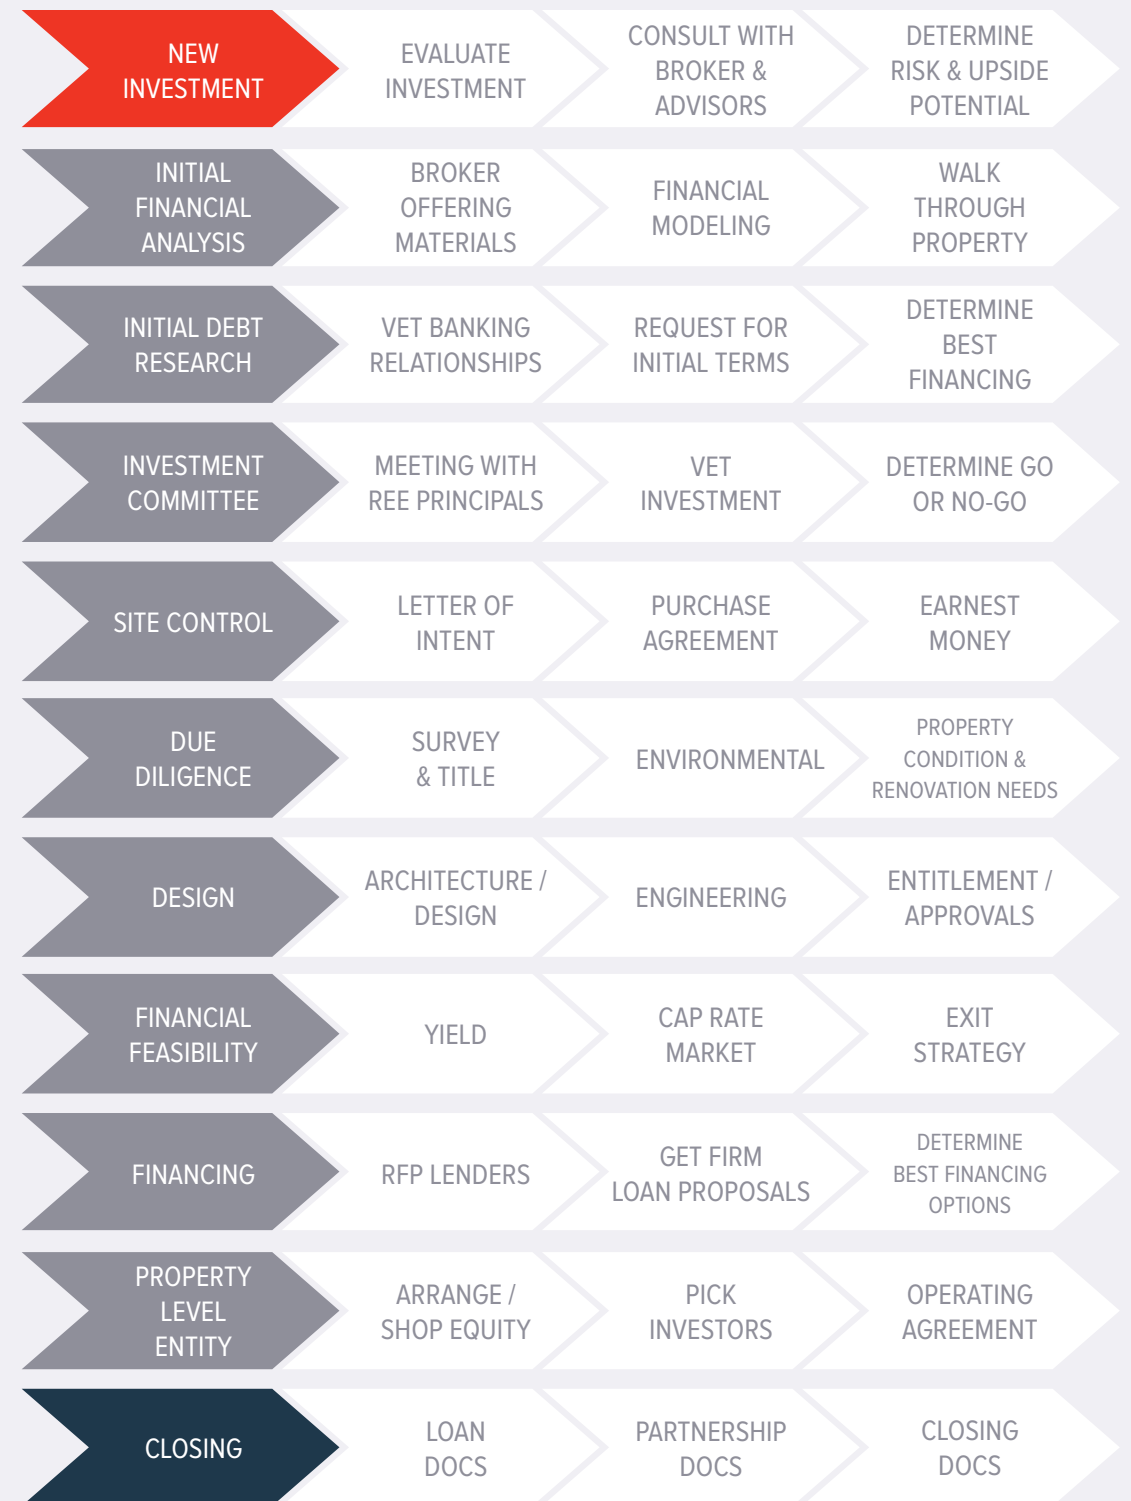 NEW
INVESTMENT
EVALUATE
INVESTMENT
CONSULT WITH
BROKER &
ADVISORS
DETERMINE
RISK & UPSIDE
POTENTIAL
INITIAL
FINANCIAL
ANALYSIS
BROKER
OFFERING
MATERIALS
FINANCIAL
MODELING
WALK
THROUGH
PROPERTY
INITIAL DEBT
RESEARCH
VET BANKING
RELATIONSHIPS
REQUEST FOR
INITIAL TERMS
DETERMINE
BEST
FINANCING
INVESTMENT
COMMITTEE
MEETING WITH
REE PRINCIPALS
VET
INVESTMENT
DETERMINE GO
OR NO-GO
SITE CONTROL
LETTER OF
INTENT
PURCHASE
AGREEMENT
EARNEST
MONEY
DUE
DILIGENCE
SURVEY
& TITLE
ENVIRONMENTAL
PROPERTY
CONDITION &
RENOVATION NEEDS
DESIGN
ARCHITECTURE /
DESIGN
ENGINEERING
ENTITLEMENT /
APPROVALS
FINANCIAL
FEASIBILITY
YIELD
CAP RATE
MARKET
EXIT
STRATEGY
FINANCING
RFP LENDERS
GET FIRM
LOAN PROPOSALS
DETERMINE
BEST FINANCING
OPTIONS
PROPERTY
LEVEL
ENTITY
ARRANGE /
SHOP EQUITY
PICK
INVESTORS
OPERATING
AGREEMENT
CLOSING
LOAN
DOCS
PARTNERSHIP
DOCS
CLOSING
DOCS